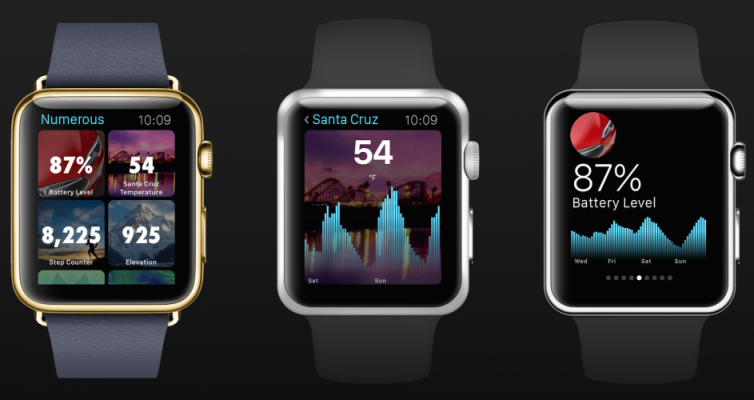 Numerous 10:09
87%
Battery Level
54
Santa Cruz
Temperature
8,225
Step Counter
925
Elevation
< Santa Cruz 10:09
54
°F
Sat Sun
87%
Battery Level
Wed Fri Sat Sun